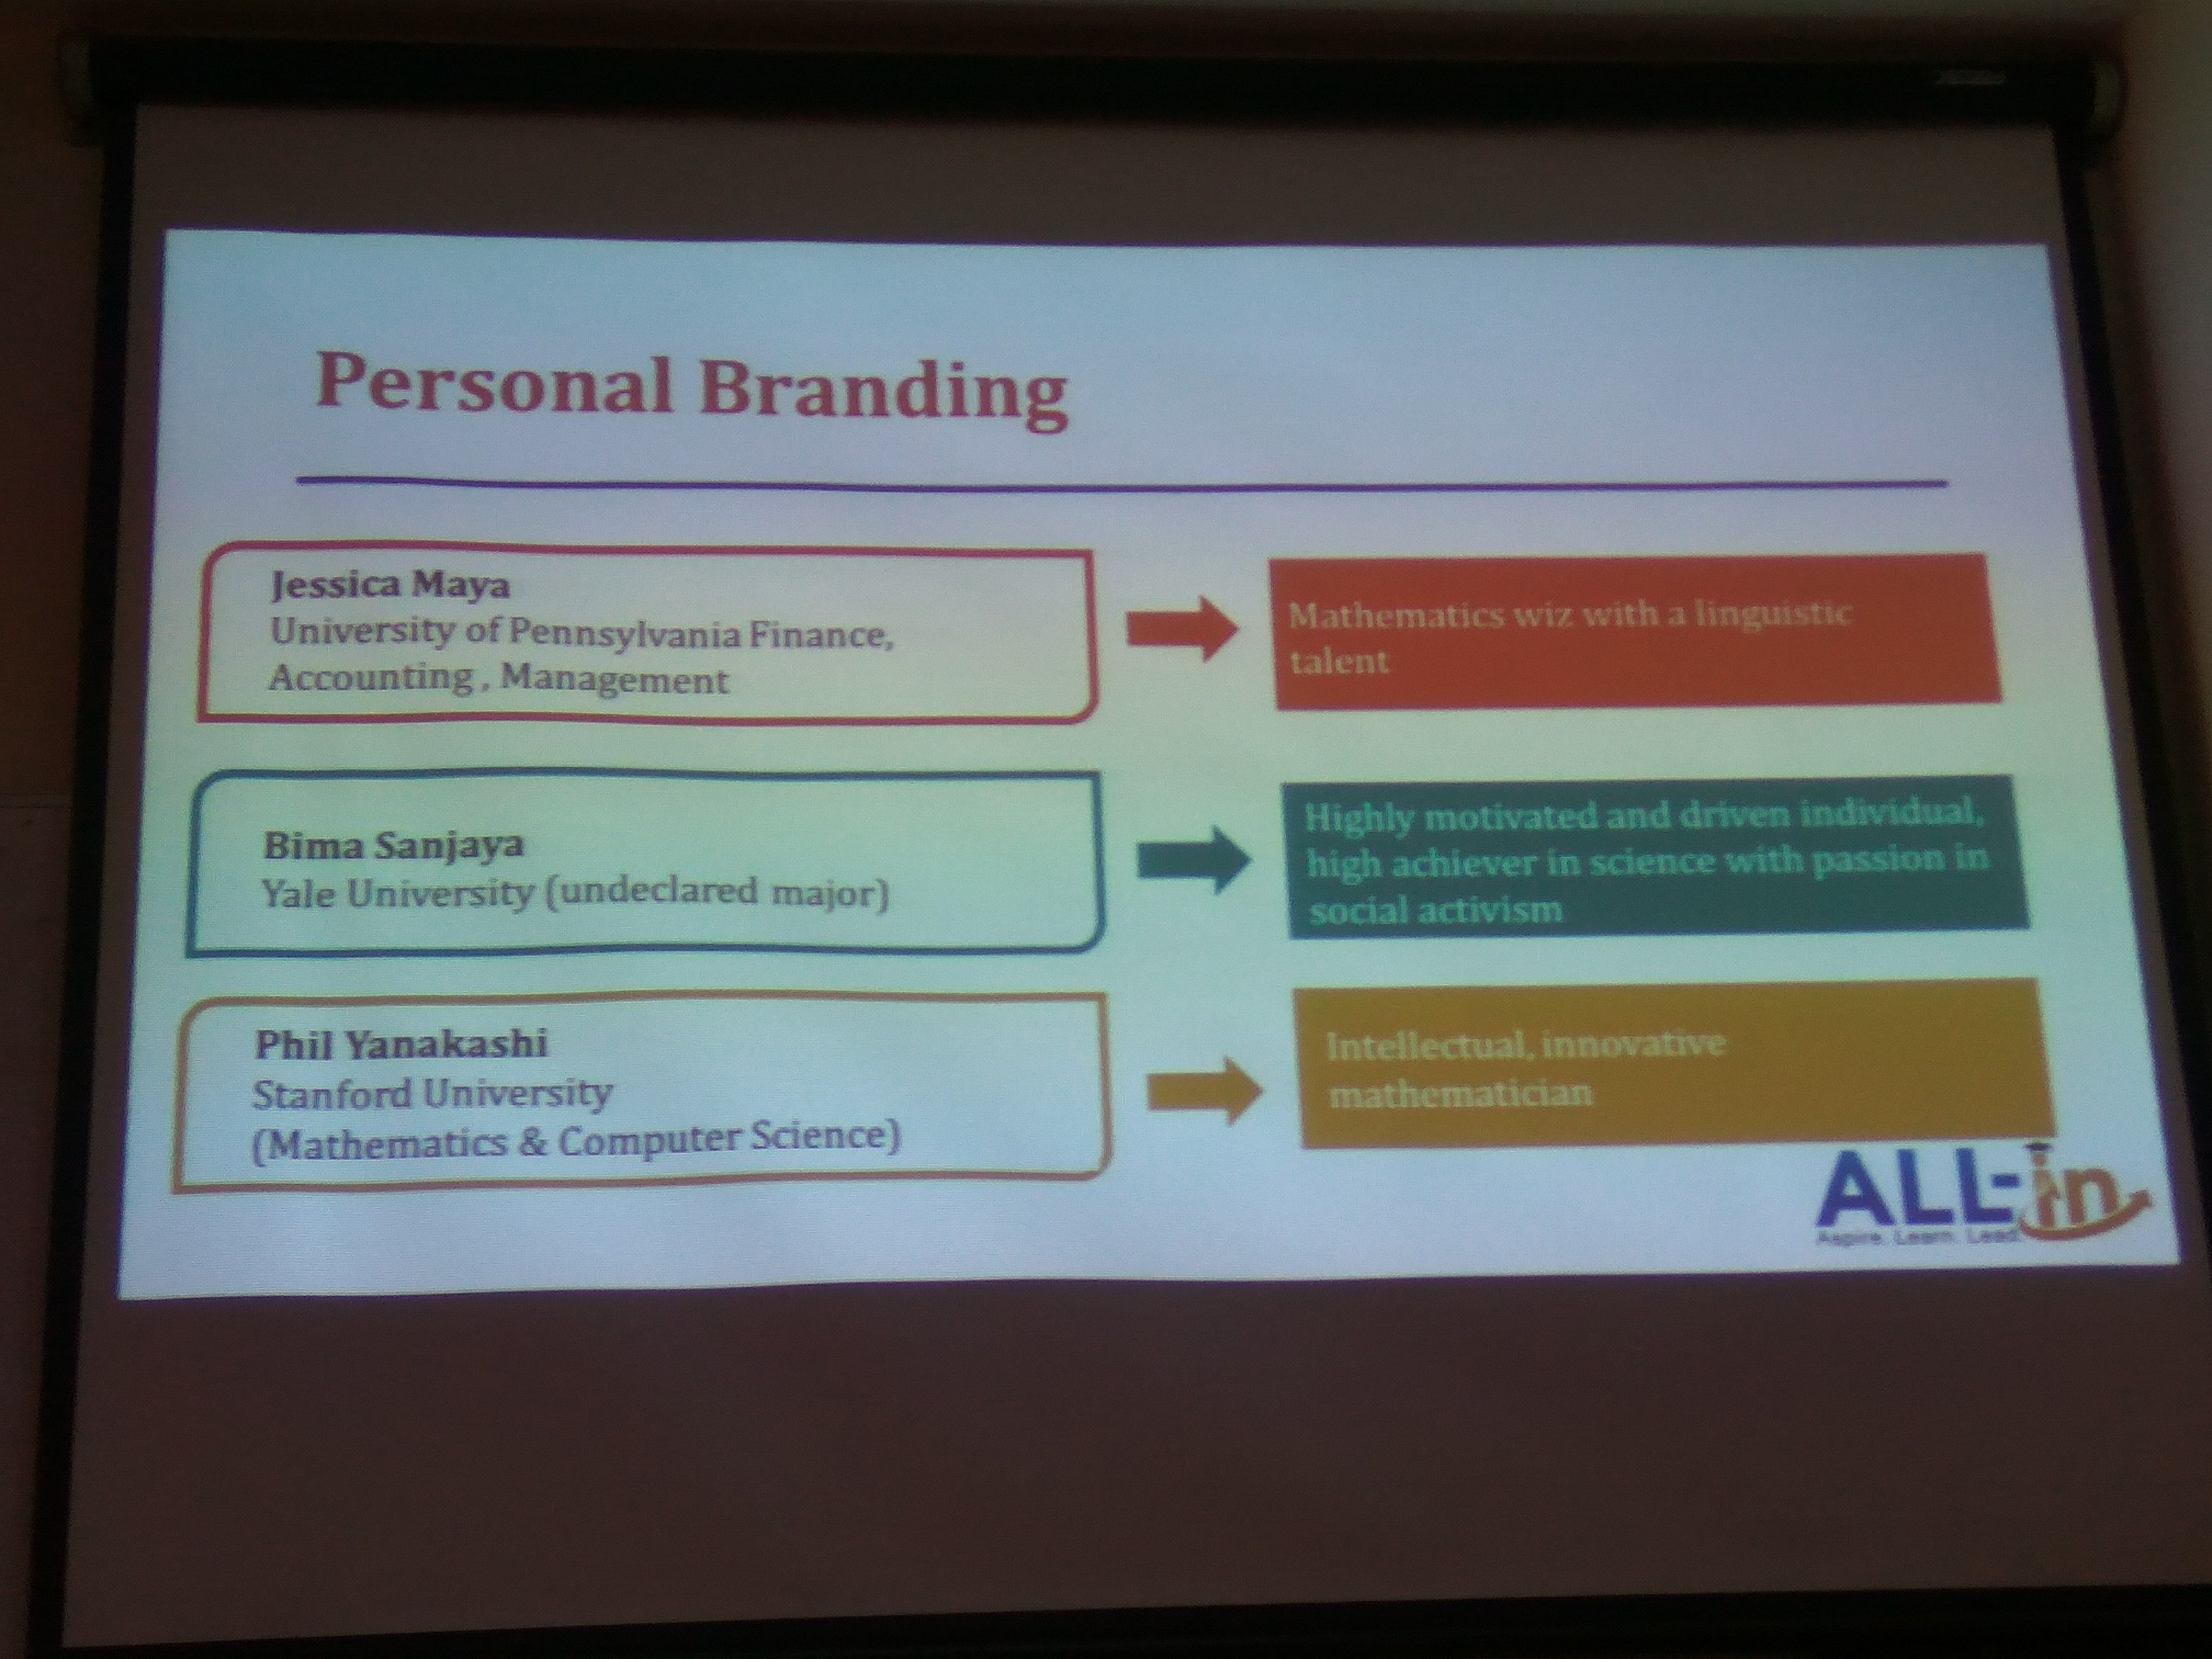 Personal Branding
Jessica Maya
University of Pennsylvania Finance,
Accounting , Management
Mathematics wiz with a linguistic
talent
Bima Sanjaya
Yale University (undeclared major)
Highly motivated and driven individual,
high achiever in science with passion in
social activism
Phil Yanakashi
Stanford University
(Mathematics & Computer Science)
Intellectual, innovative
mathematician
ALL-in
Aspire. Learn. Lead